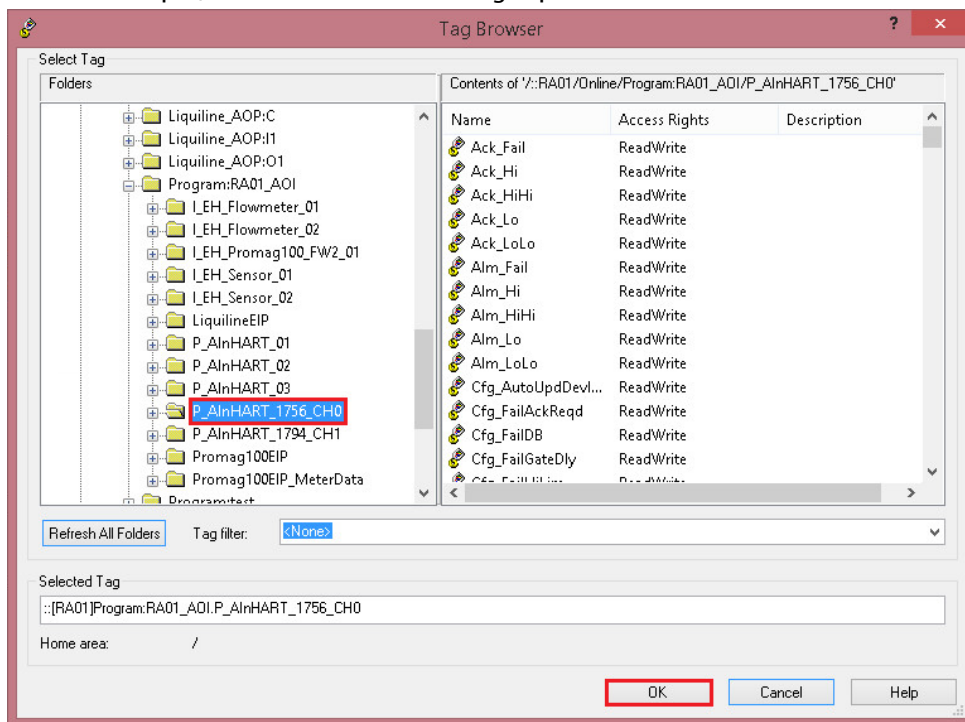 Tag Browser
? ×
Select Tag
Folders
Contents of '/::RA01/Online/Program:RA01_AOI/P_AInHART_1756_CH0'
Liquiline_AOP:C
Liquiline_AOP:I1
Liquiline_AOP:O1
Program:RA01_AOI
I_EH_Flowmeter_01
I_EH_Flowmeter_02
I_EH_Promag100_FW2_01
I_EH_Sensor_01
I_EH_Sensor_02
LiquilineEIP
P_AInHART_01
P_AInHART_02
P_AInHART_03
P_AInHART_1756_CH0
P_AInHART_1794_CH1
Promag100EIP
Promag100EIP_MeterData
Program:test
Name Access Rights Description
Ack_Fail ReadWrite
Ack_Hi ReadWrite
Ack_HiHi ReadWrite
Ack_Lo ReadWrite
Ack_LoLo ReadWrite
Alm_Fail ReadWrite
Alm_Hi ReadWrite
Alm_HiHi ReadWrite
Alm_Lo ReadWrite
Alm_LoLo ReadWrite
Cfg_AutoUpdDevI... ReadWrite
Cfg_FailAckReqd ReadWrite
Cfg_FailDB ReadWrite
Cfg_FailGateDly ReadWrite
Cfg_FailHiLim ReadWrite
Refresh All Folders Tag filter: <None>
Selected Tag
::[RA01]Program:RA01_AOI.P_AInHART_1756_CH0
Home area: /
OK Cancel Help